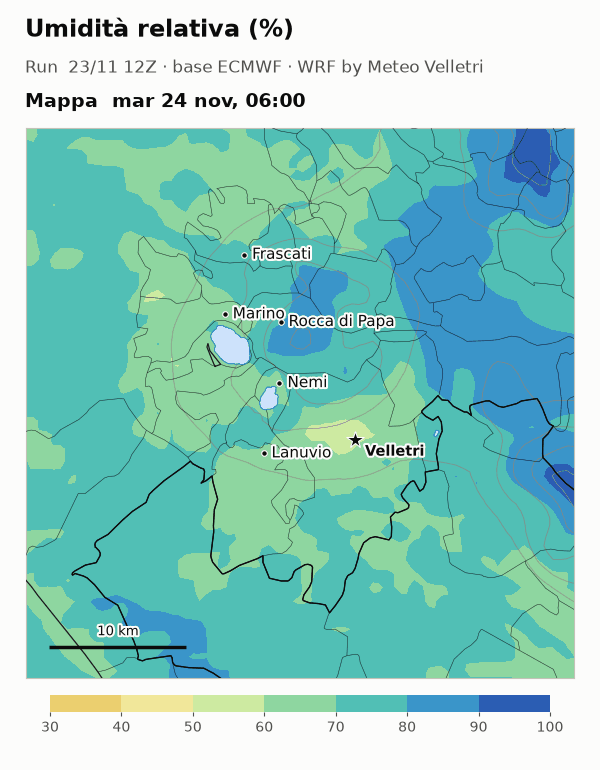 Umidità relativa (%)
Run  23/11 12Z · base ECMWF · WRF by Meteo Velletri
Mappa  mar 24 nov, 06:00
Frascati
Marino
Rocca di Papa
Nemi
Velletri
Lanuvio
10 km
30 40 50 60 70 80 90 100